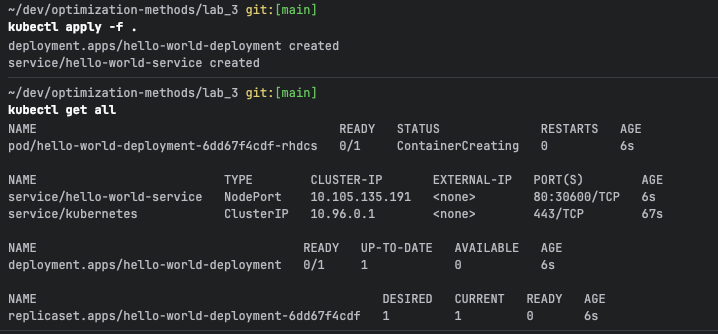 ~/dev/optimization-methods/lab_3 git:[main]
kubectl apply -f .
deployment.apps/hello-world-deployment created
service/hello-world-service created
~/dev/optimization-methods/lab_3 git:[main]
kubectl get all
NAME READY STATUS RESTARTS AGE
pod/hello-world-deployment-6dd67f4cdf-rhdcs 0/1 ContainerCreating 0 6s
NAME TYPE CLUSTER-IP EXTERNAL-IP PORT(S) AGE
service/hello-world-service NodePort 10.105.135.191 <none> 80:30600/TCP 6s
service/kubernetes ClusterIP 10.96.0.1 <none> 443/TCP 67s
NAME READY UP-TO-DATE AVAILABLE AGE
deployment.apps/hello-world-deployment 0/1 1 0 6s
NAME DESIRED CURRENT READY AGE
replicaset.apps/hello-world-deployment-6dd67f4cdf 1 1 0 6s